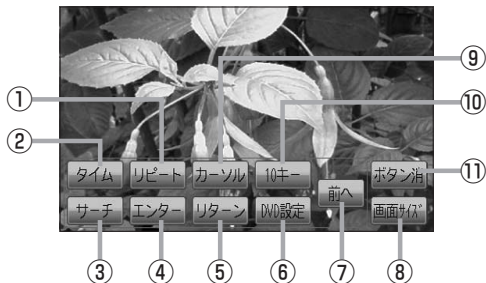 ⑨
① ⑩
②
タイム リピート カーソル 10キー ボタン消 ⑪
前へ
サーチ エンター リターン DVD設定 画面サイズ
③ ④ ⑤ ⑥ ⑦ ⑧